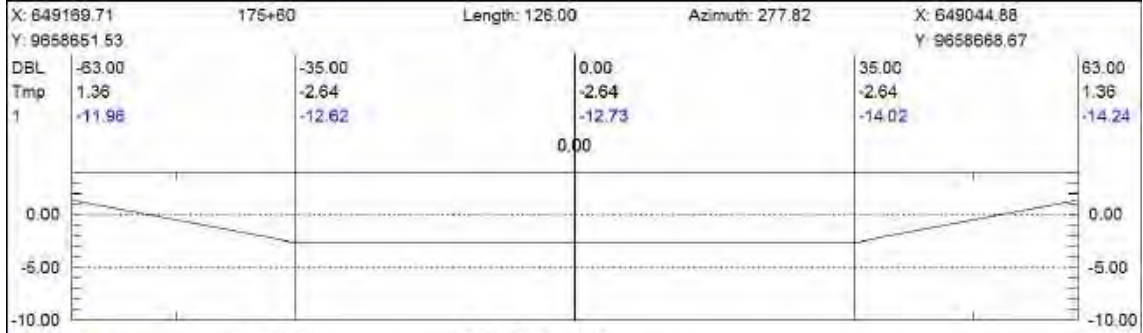 X: 649169.71 175+60 Length: 126.00 Azimuth: 277.82 X: 649044.88
Y: 9658651.53 Y: 9658668.67
DBL -63.00 -35.00 0.00 35.00 63.00
Tmp 1.36 -2.64 -2.64 -2.64 1.36
1 -11.96 -12.62 -12.73 -14.02 -14.24
0.00
0.00 0.00
-5.00 -5.00
-10.00 -10.00